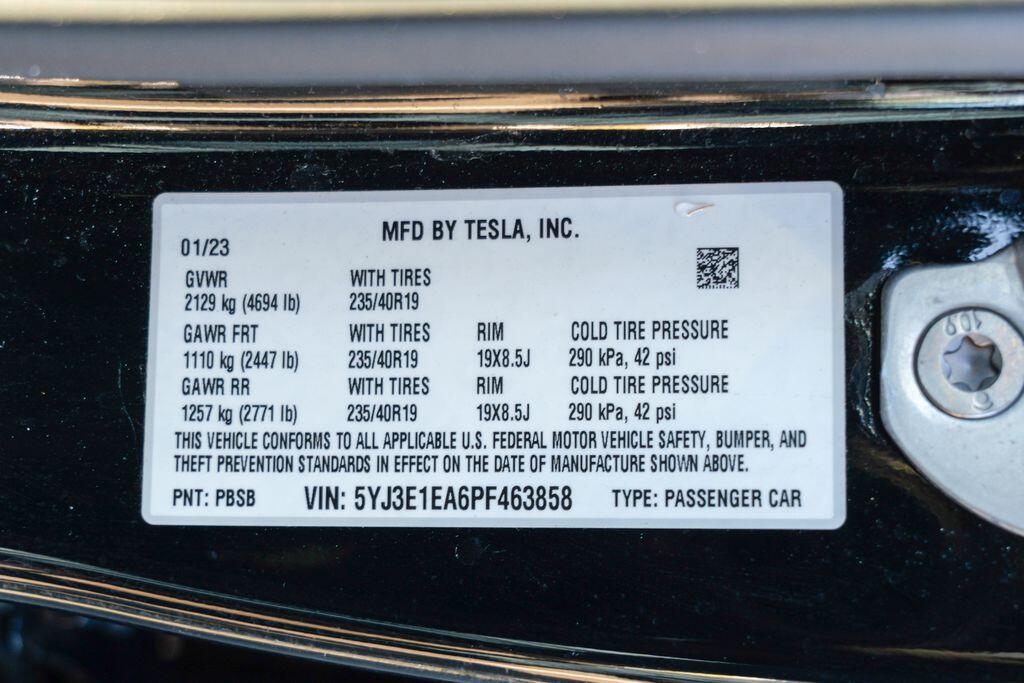 MFD BY TESLA, INC.
01/23
GVWR WITH TIRES
2129 kg (4694 lb) 235/40R19
GAWR FRT WITH TIRES RIM COLD TIRE PRESSURE
1110 kg (2447 lb) 235/40R19 19X8.5J 290 kPa, 42 psi
GAWR RR WITH TIRES RIM COLD TIRE PRESSURE
1257 kg (2771 lb) 235/40R19 19X8.5J 290 kPa, 42 psi
THIS VEHICLE CONFORMS TO ALL APPLICABLE U.S. FEDERAL MOTOR VEHICLE SAFETY, BUMPER, AND
THEFT PREVENTION STANDARDS IN EFFECT ON THE DATE OF MANUFACTURE SHOWN ABOVE.
PNT: PBSB VIN: 5YJ3E1EA6PF463858 TYPE: PASSENGER CAR
109